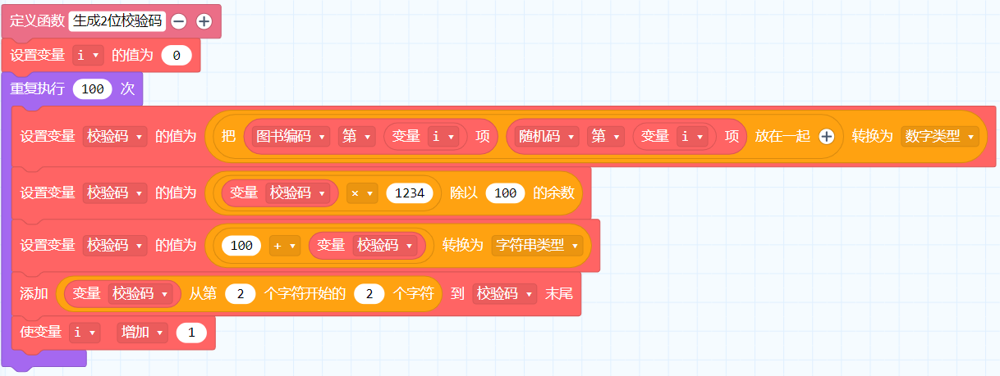 定义函数 生成2位校验码
设置变量 i 的值为 0
重复执行 100 次
设置变量 校验码 的值为 把 图书编码 第 变量 i 项 随机码 第 变量 i 项 放在一起 转换为 数字类型
设置变量 校验码 的值为 变量 校验码 × 1234 除以 100 的余数
设置变量 校验码 的值为 100 + 变量 校验码 转换为 字符串类型
添加 变量 校验码 从第 2 个字符开始的 2 个字符 到 校验码 末尾
使变量 i 增加 1